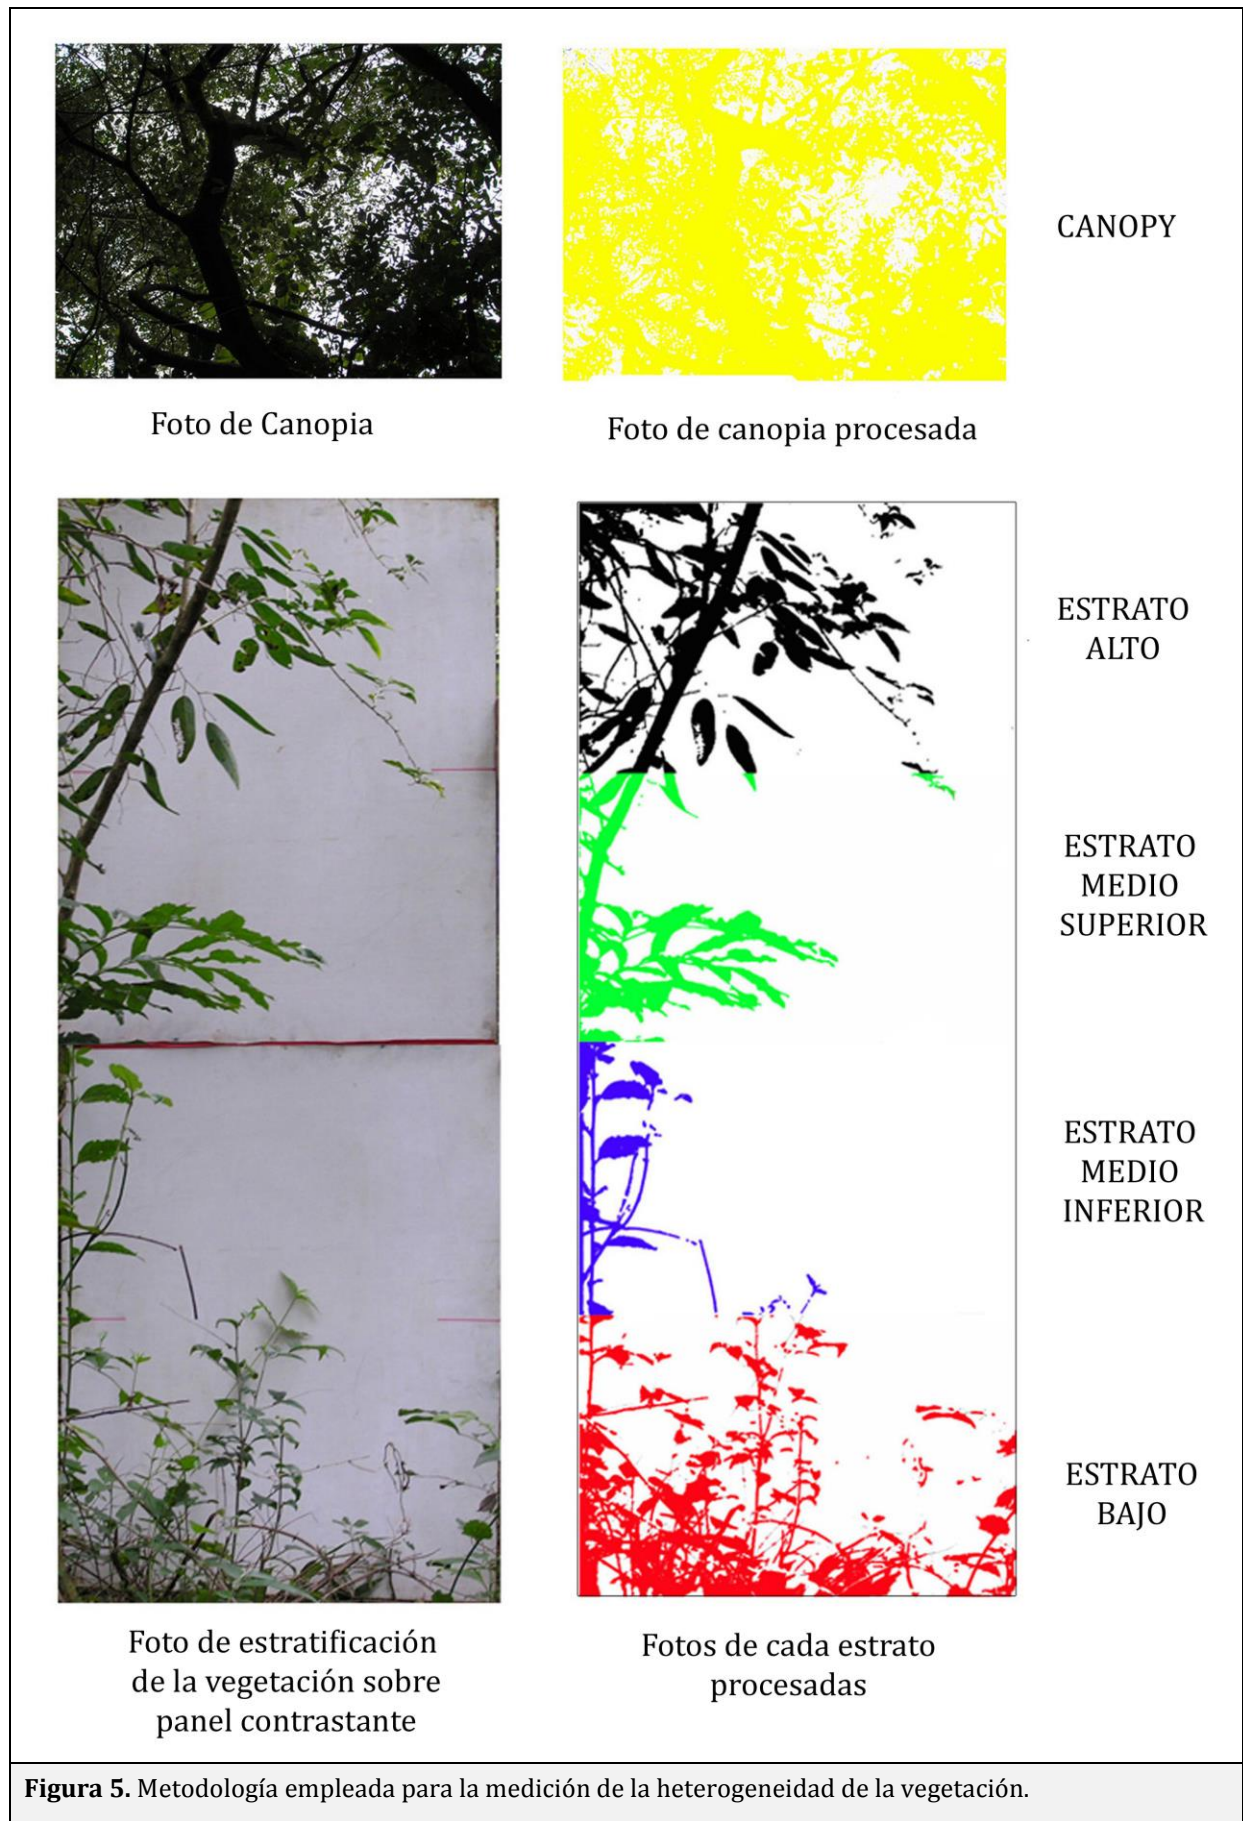 CANOPY
Foto de Canopia
Foto de canopia procesada
ESTRATO
ALTO
ESTRATO
MEDIO
SUPERIOR
ESTRATO
MEDIO
INFERIOR
ESTRATO
BAJO
Foto de estratificación
de la vegetación sobre
panel contrastante
Fotos de cada estrato
procesadas
Figura 5. Metodología empleada para la medición de la heterogeneidad de la vegetación.